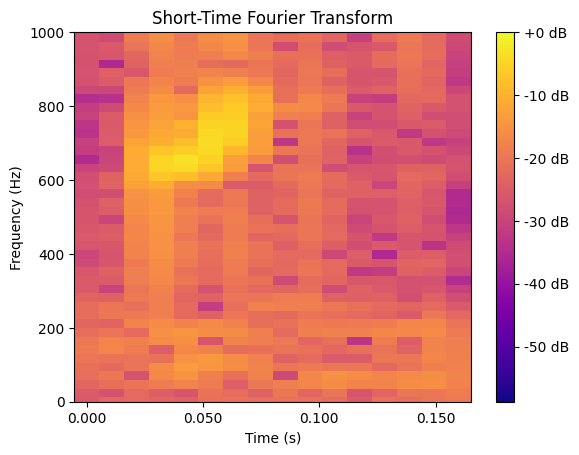 Short-Time Fourier Transform
1000
800
600
400
200
0
Frequency (Hz)
0.000
0.050
0.100
0.150
Time (s)
+0 dB
-10 dB
-20 dB
-30 dB
-40 dB
-50 dB